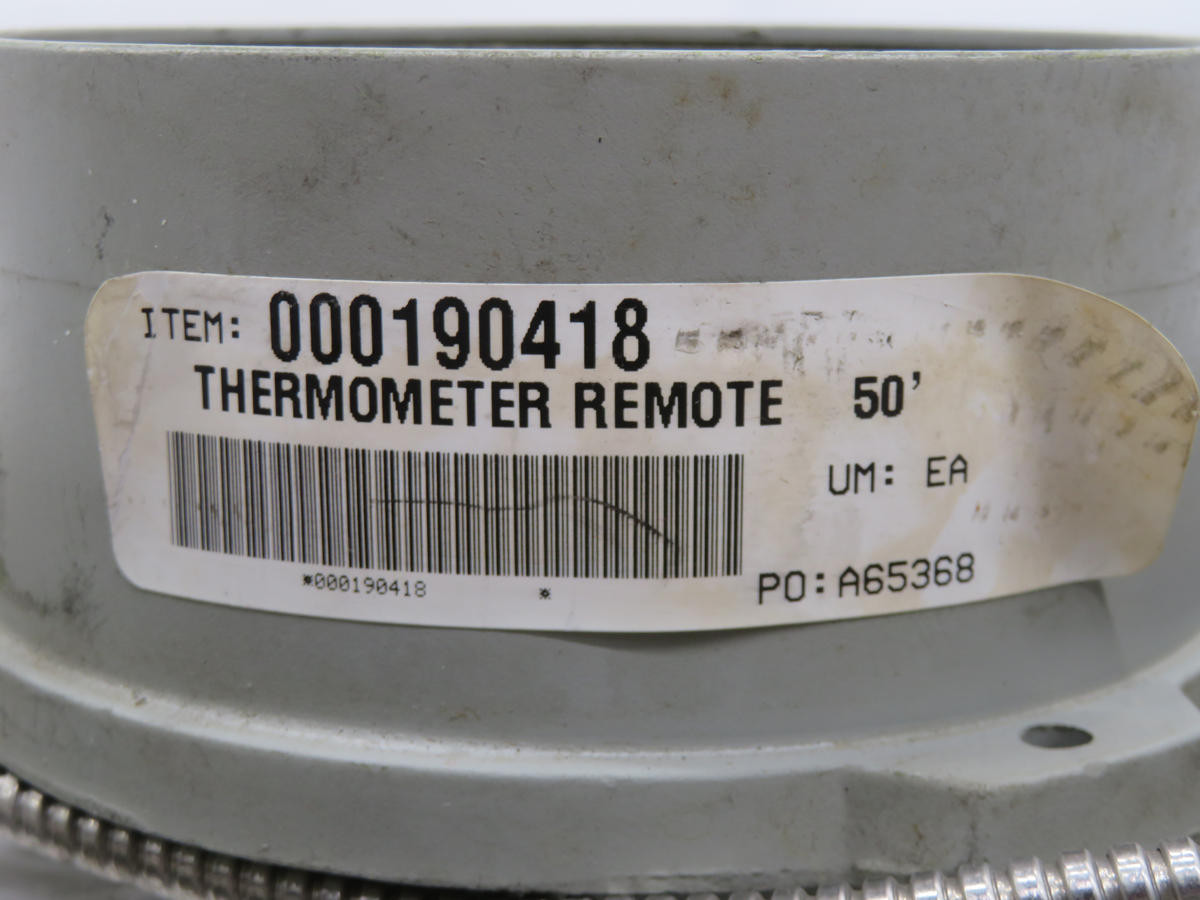 ITEM: 000190418
THERMOMETER REMOTE 50'
UM: EA
*000190418 *
PO: A65368